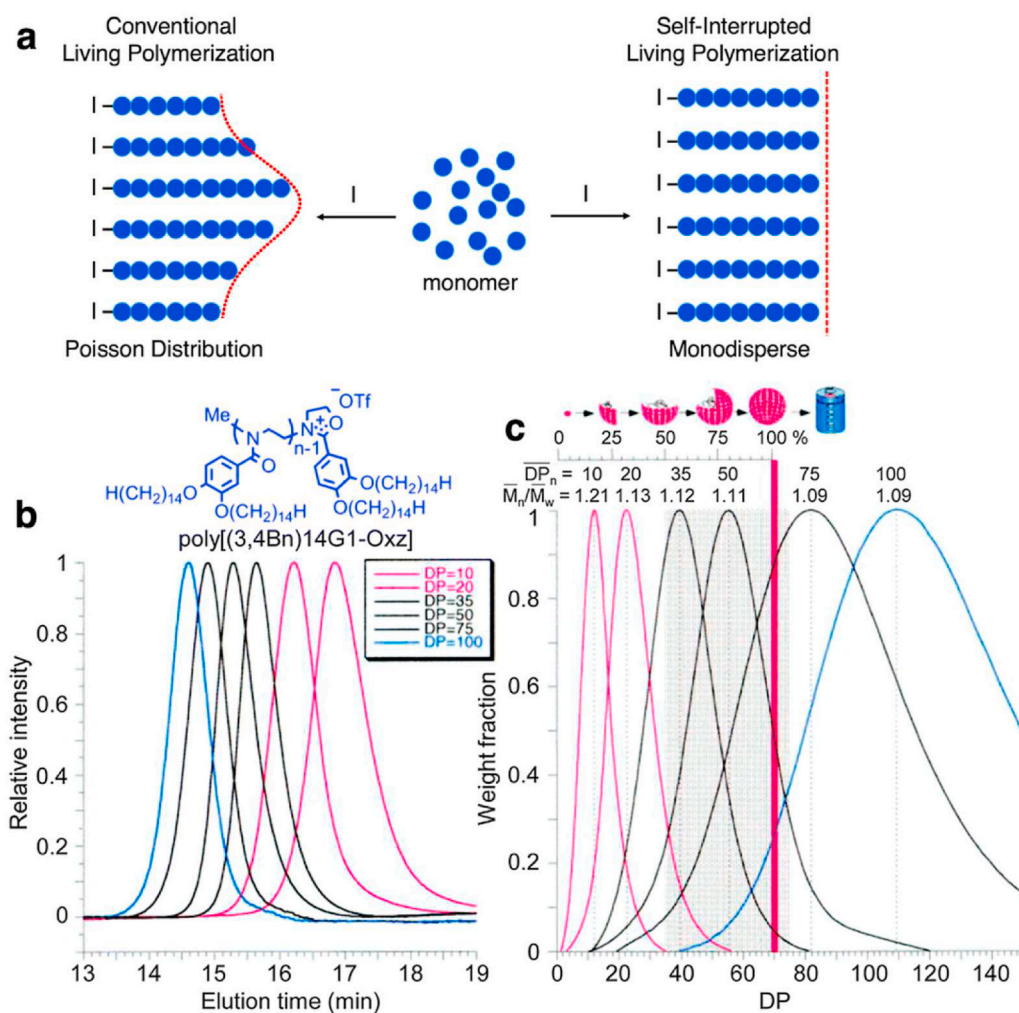 a
Conventional
Living Polymerization
Self-Interrupted
Living Polymerization
I
I
I
I
I
I
I
I
monomer
I
I
I
I
I
I
Poisson Distribution
Monodisperse
Me
N
O
n-1
N
O
−
OTf
H(CH2)14O
O(CH2)14H
O(CH2)14H
O(CH2)14H
poly[(3,4Bn)14G1-Oxz]
b
DP=10
DP=20
DP=35
DP=50
DP=75
DP=100
Relative intensity
1
0.8
0.6
0.4
0.2
0
13 14 15 16 17 18 19
Elution time (min)
c
0 25 50 75 100 %
DPn = 10 20 35 50 75 100
Mn/Mw = 1.21 1.13 1.12 1.11 1.09 1.09
Weight fraction
1
0.8
0.6
0.4
0.2
0
0 20 40 60 80 100 120 140
DP